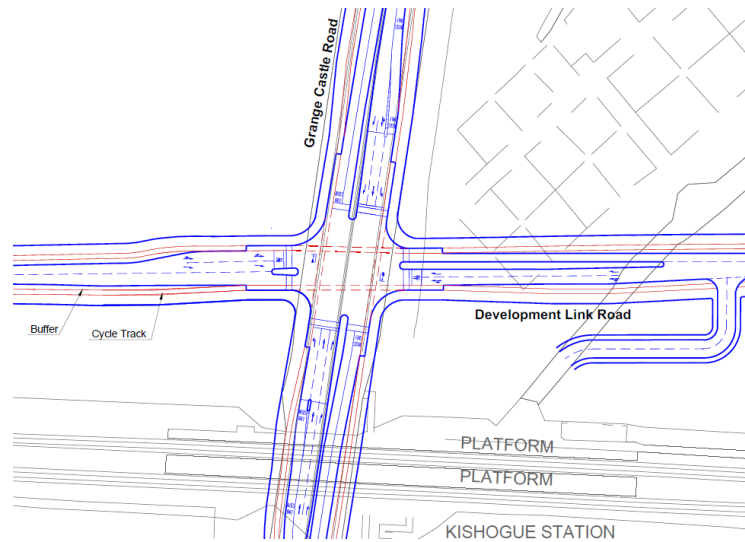 Grange Castle Road
Development Link Road
Buffer
Cycle Track
PLATFORM
PLATFORM
KISHOGUE STATION